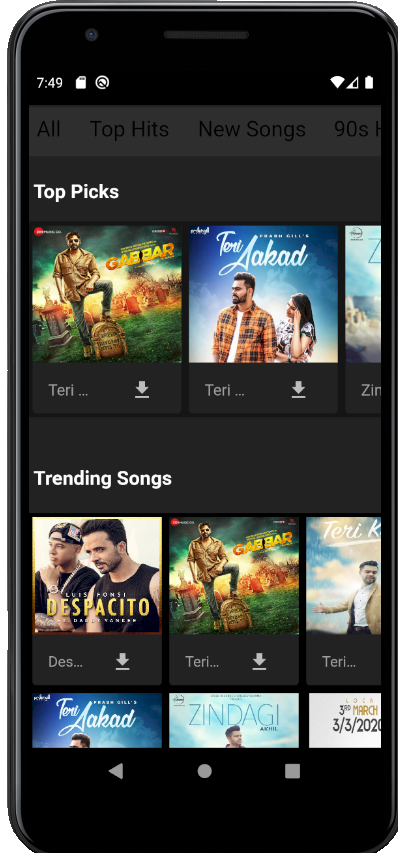 7:49
All Top Hits New Songs 90s H
Top Picks
GABBAR
PRABH GILL'S
Teri Aakad
Teri ...
Teri ...
Zin
Trending Songs
LUIS FONSI
DESPACITO
FT. DADDY YANKEE
GABBAR
Teri K
Des...
Teri...
Teri...
PRABH GILL'S
Teri Aakad
ZINDAGI
AKHIL
LOCK
3RD MARCH
3/3/2020